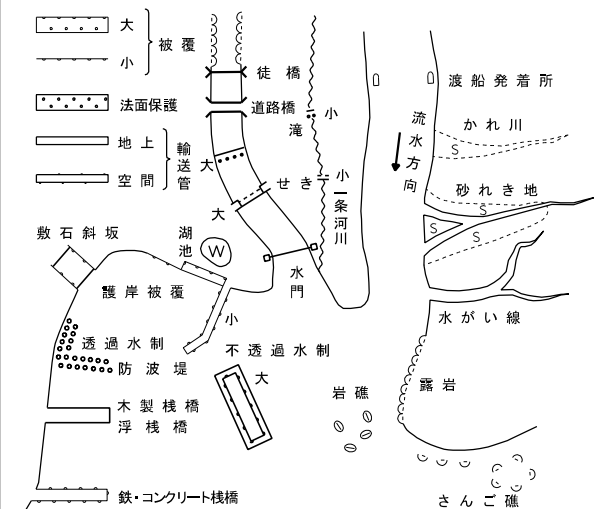 大
小
被覆
法面保護
地上
空間
輸送管
徒橋
道路橋
大
小
滝
せき
大
小
一条河川
水門
渡船発着所
流水方向
かれ川
S
砂れき地
S
S
S
水がい線
露岩
さんご礁
岩礁
敷石斜坂
湖池
W
護岸被覆
小
透過水制
防波堤
不透過水制
大
木製桟橋
浮桟橋
鉄・コンクリート桟橋